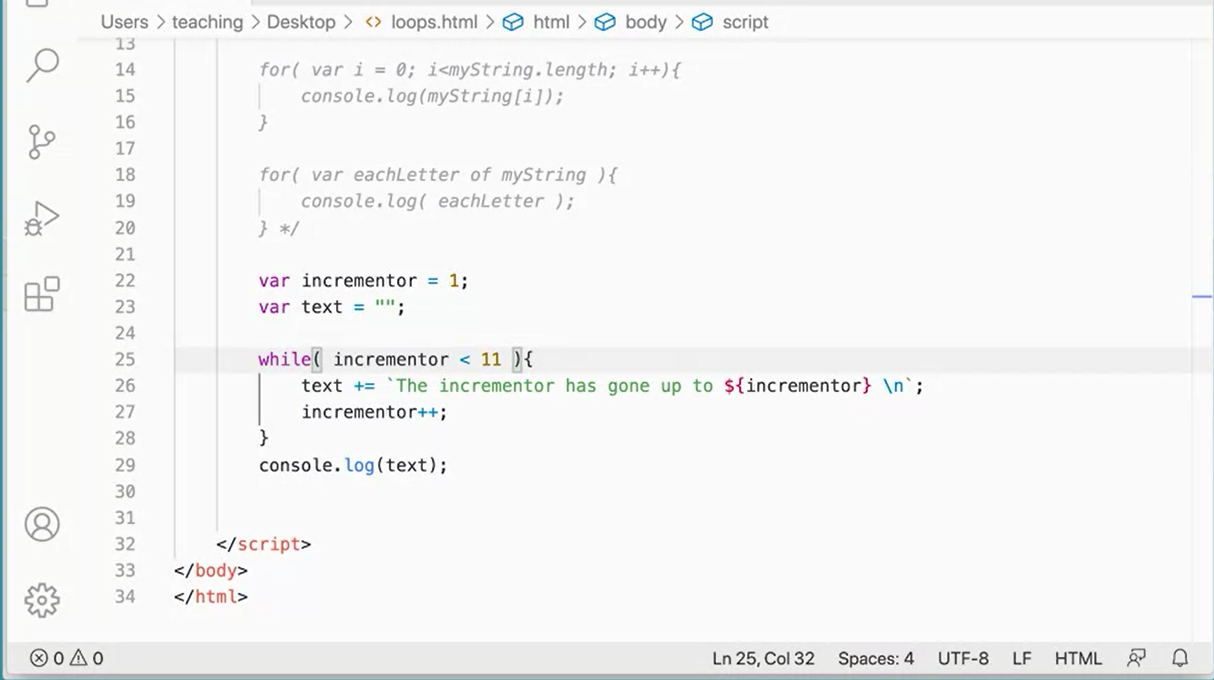 Users > teaching > Desktop > <> loops.html > html > body > script
13
14 for( var i = 0; i<myString.length; i++){
15 console.log(myString[i]);
16 }
17
18 for( var eachLetter of myString ){
19 console.log( eachLetter );
20 } */
21
22 var incrementor = 1;
23 var text = "";
24
25 while( incrementor < 11 ){
26 text += `The incrementor has gone up to ${incrementor} \n`;
27 incrementor++;
28 }
29 console.log(text);
30
31
32 </script>
33 </body>
34 </html>
0 0 Ln 25, Col 32 Spaces: 4 UTF-8 LF HTML